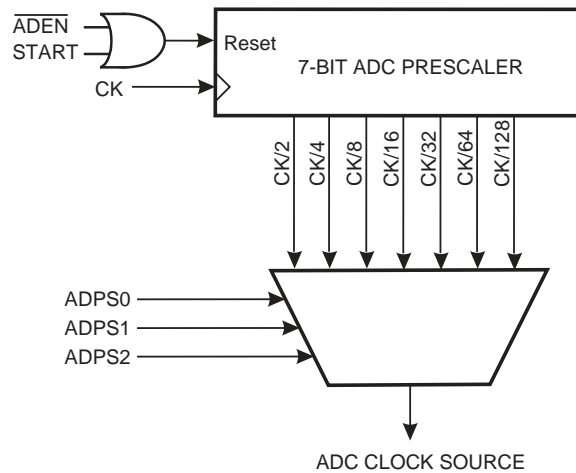 ADEN
START
Reset
7-BIT ADC PRESCALER
CK
CK/2
CK/4
CK/8
CK/16
CK/32
CK/64
CK/128
ADPS0
ADPS1
ADPS2
ADC CLOCK SOURCE